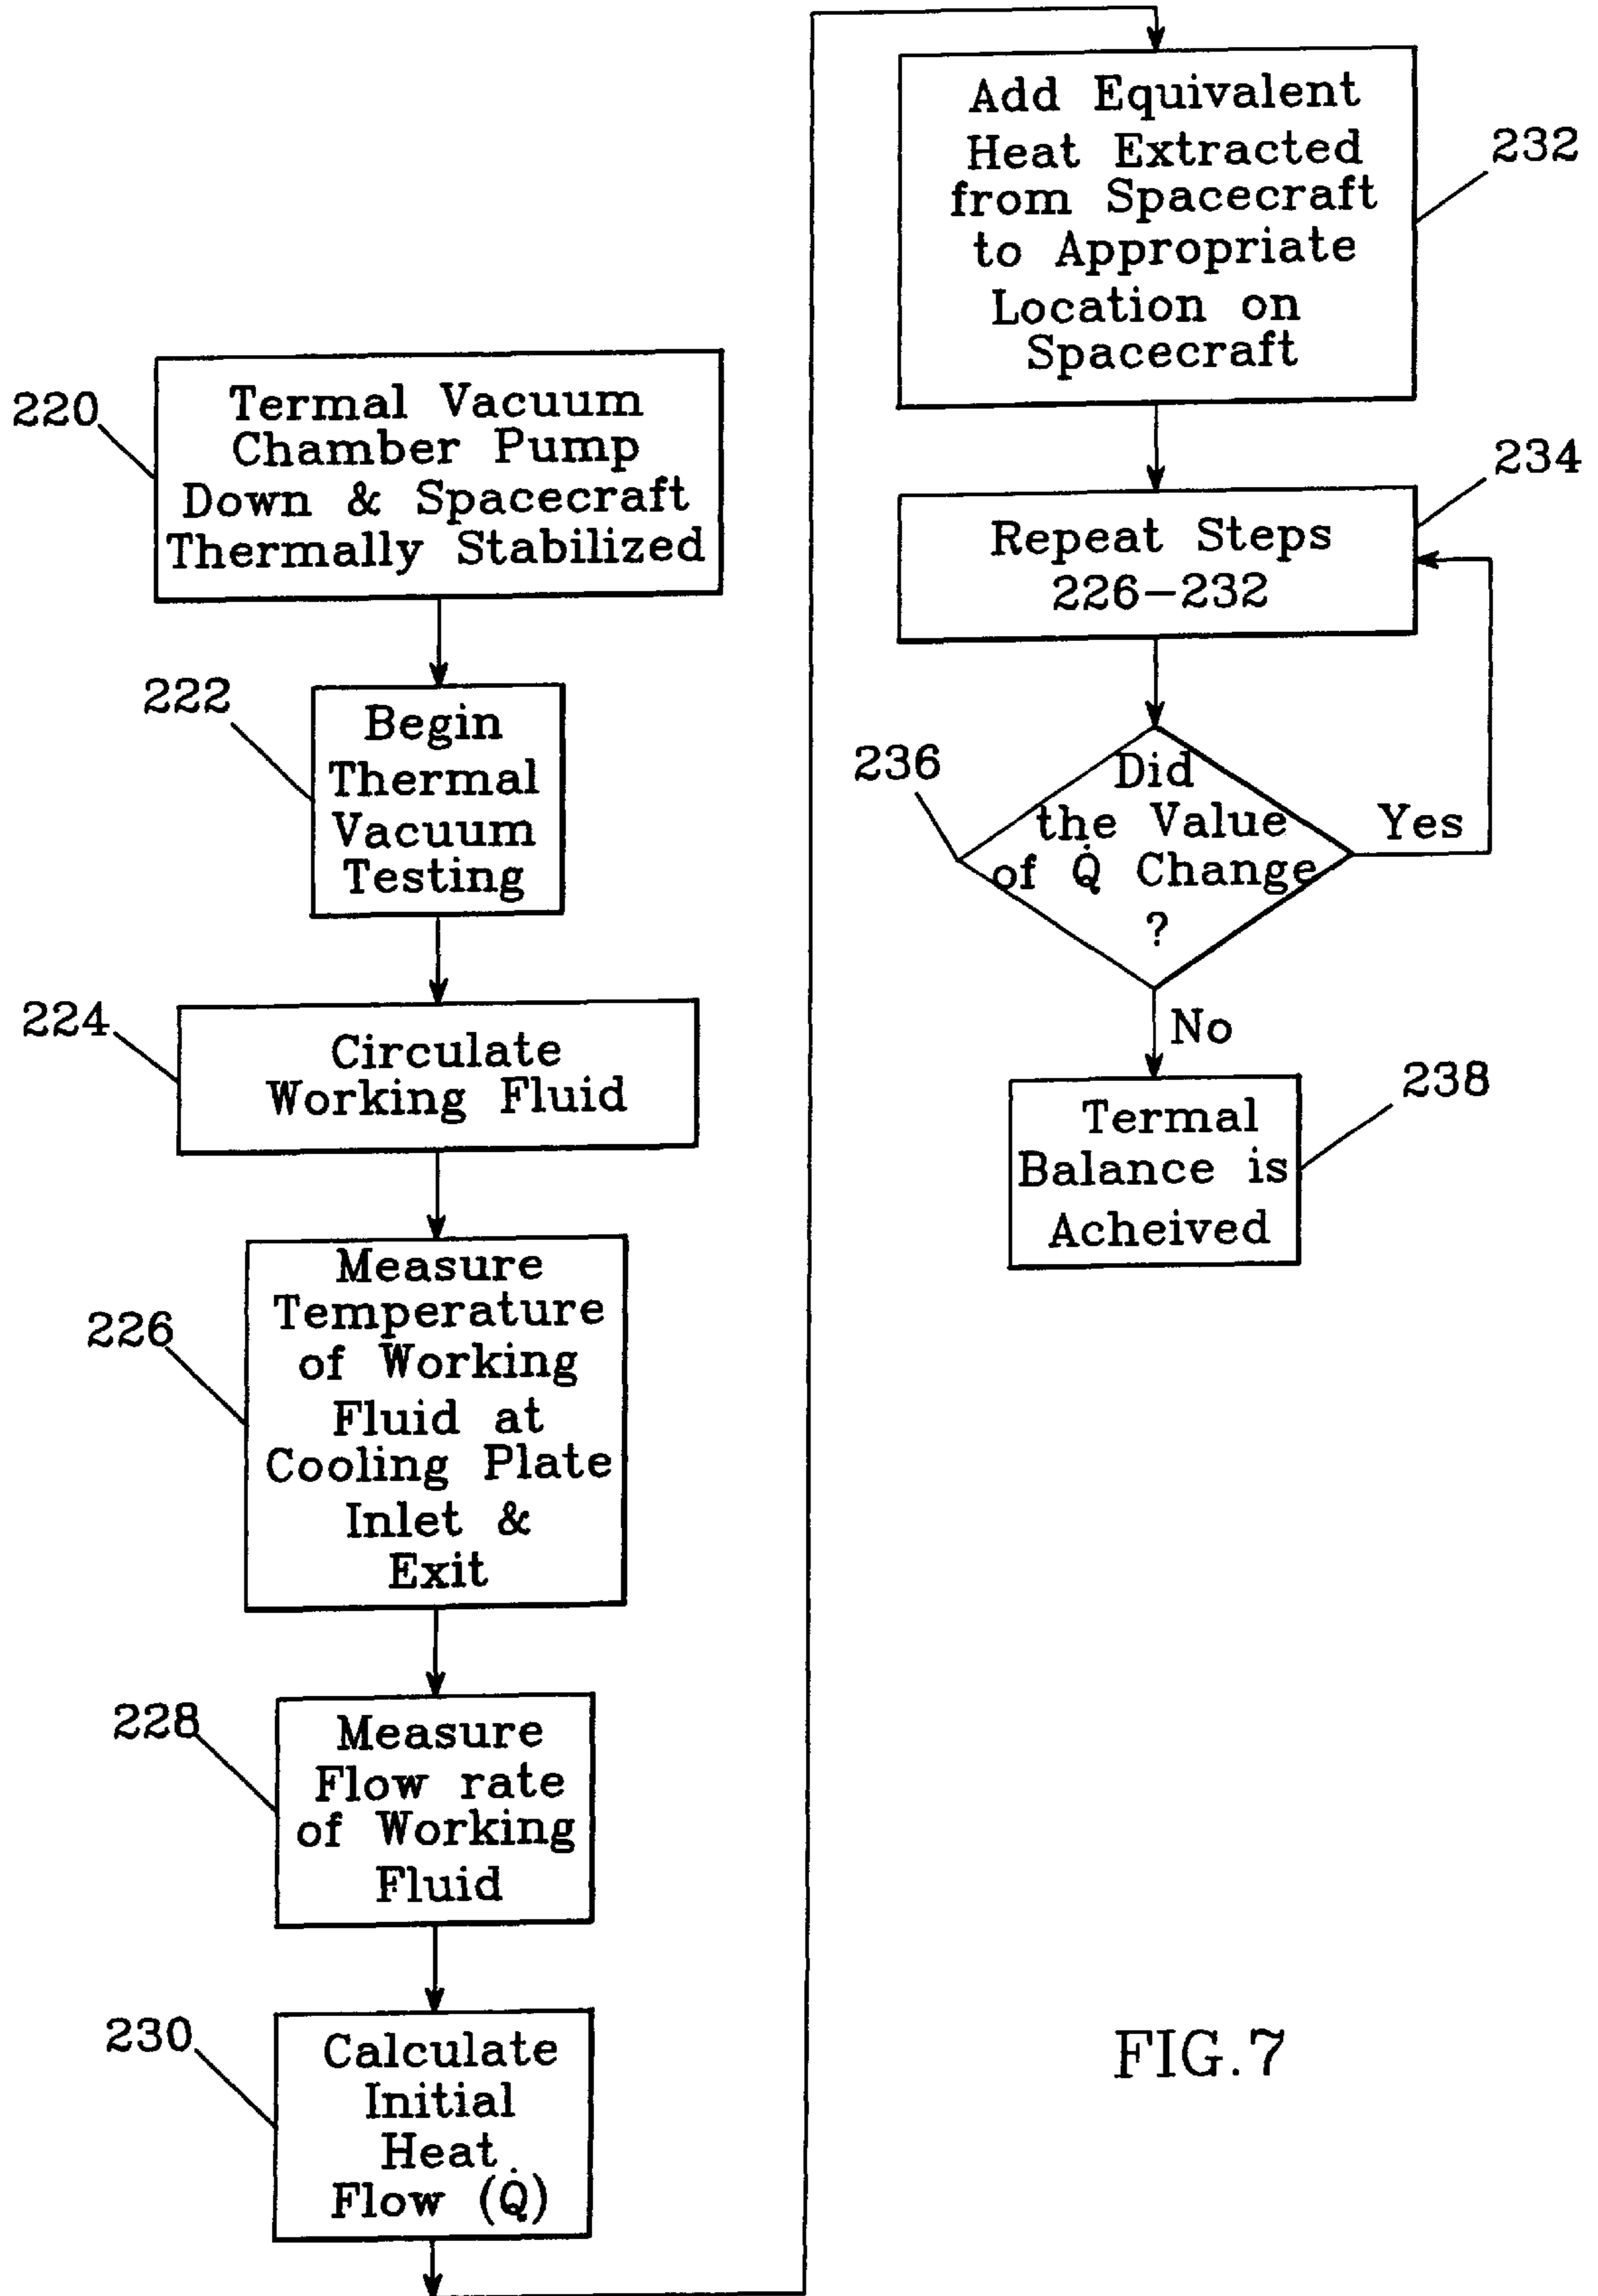 220
Termal Vacuum
Chamber Pump
Down & Spacecraft
Thermally Stabilized
222
Begin
Thermal
Vacuum
Testing
224
Circulate
Working Fluid
226
Measure
Temperature
of Working
Fluid at
Cooling Plate
Inlet &
Exit
228
Measure
Flow rate
of Working
Fluid
230
Calculate
Initial
Heat
Flow (Q̇)
232
Add Equivalent
Heat Extracted
from Spacecraft
to Appropriate
Location on
Spacecraft
234
Repeat Steps
226–232
236
Did
the Value
of Q̇ Change
?
Yes
No
238
Termal
Balance is
Acheived
FIG.7